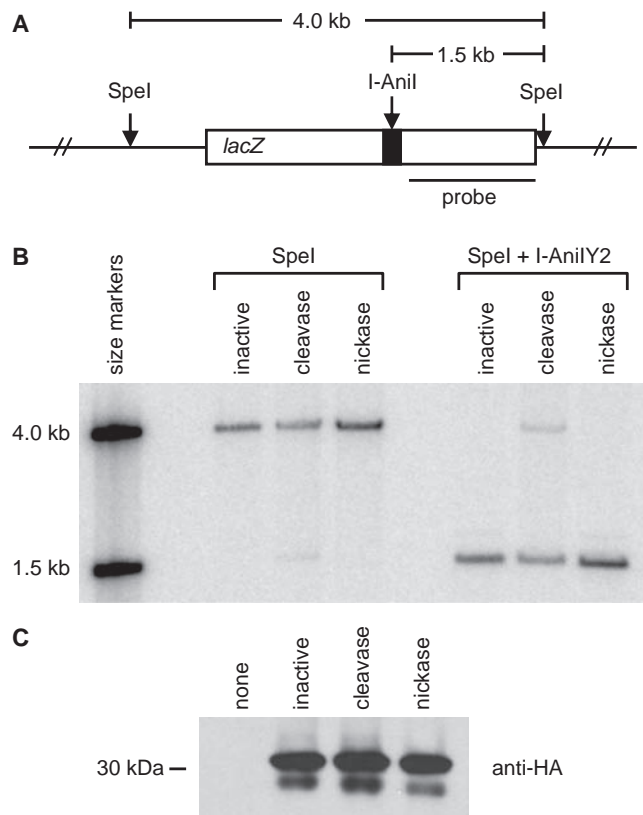 A
4.0 kb
1.5 kb
I-AniI
SpeI
SpeI
lacZ
probe
B
SpeI
SpeI + I-AniIY2
size markers
inactive
cleavase
nickase
inactive
cleavase
nickase
4.0 kb
1.5 kb
C
none
inactive
cleavase
nickase
30 kDa
anti-HA